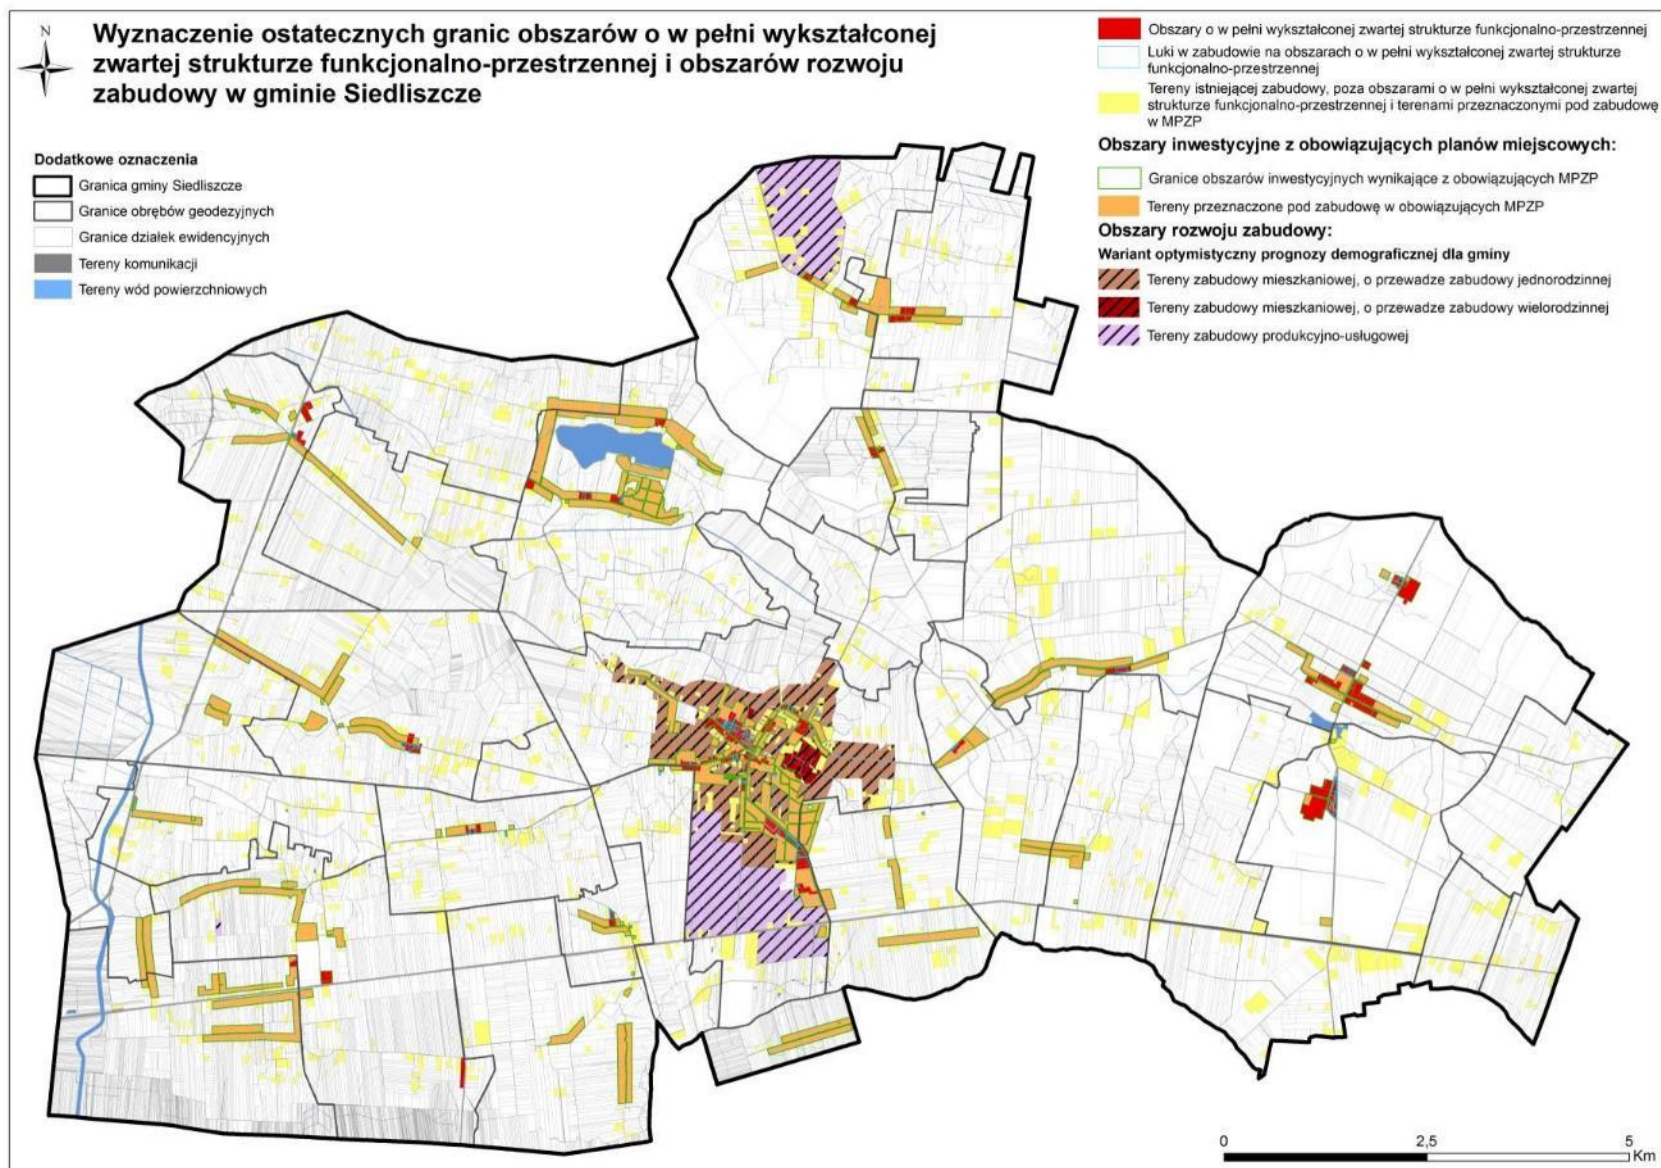 N
Wyznaczenie ostatecznych granic obszarów o w pełni wykształconej
zwartej strukturze funkcjonalno-przestrzennej i obszarów rozwoju
zabudowy w gminie Siedliszcze
Dodatkowe oznaczenia
Granica gminy Siedliszcze
Granice obrębów geodezyjnych
Granice działek ewidencyjnych
Tereny komunikacji
Tereny wód powierzchniowych
Obszary o w pełni wykształconej zwartej strukturze funkcjonalno-przestrzennej
Luki w zabudowie na obszarach o w pełni wykształconej zwartej strukturze
funkcjonalno-przestrzennej
Tereny istniejącej zabudowy, poza obszarami o w pełni wykształconej zwartej
strukturze funkcjonalno-przestrzennej i terenami przeznaczonymi pod zabudowę
w MPZP
Obszary inwestycyjne z obowiązujących planów miejscowych:
Granice obszarów inwestycyjnych wynikające z obowiązujących MPZP
Tereny przeznaczone pod zabudowę w obowiązujących MPZP
Obszary rozwoju zabudowy:
Wariant optymistyczny prognozy demograficznej dla gminy
Tereny zabudowy mieszkaniowej, o przewadze zabudowy jednorodzinnej
Tereny zabudowy mieszkaniowej, o przewadze zabudowy wielorodzinnej
Tereny zabudowy produkcyjno-usługowej
0 2,5 5
Km